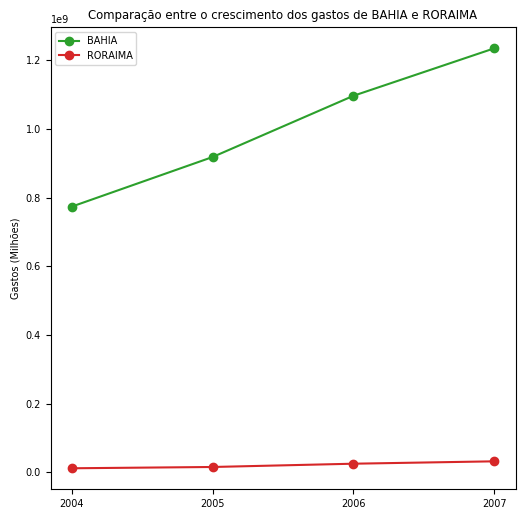 Comparação entre o crescimento dos gastos de BAHIA e RORAIMA
1e9
BAHIA
RORAIMA
1.2
1.0
0.8
0.6
0.4
0.2
0.0
Gastos (Milhões)
2004 2005 2006 2007